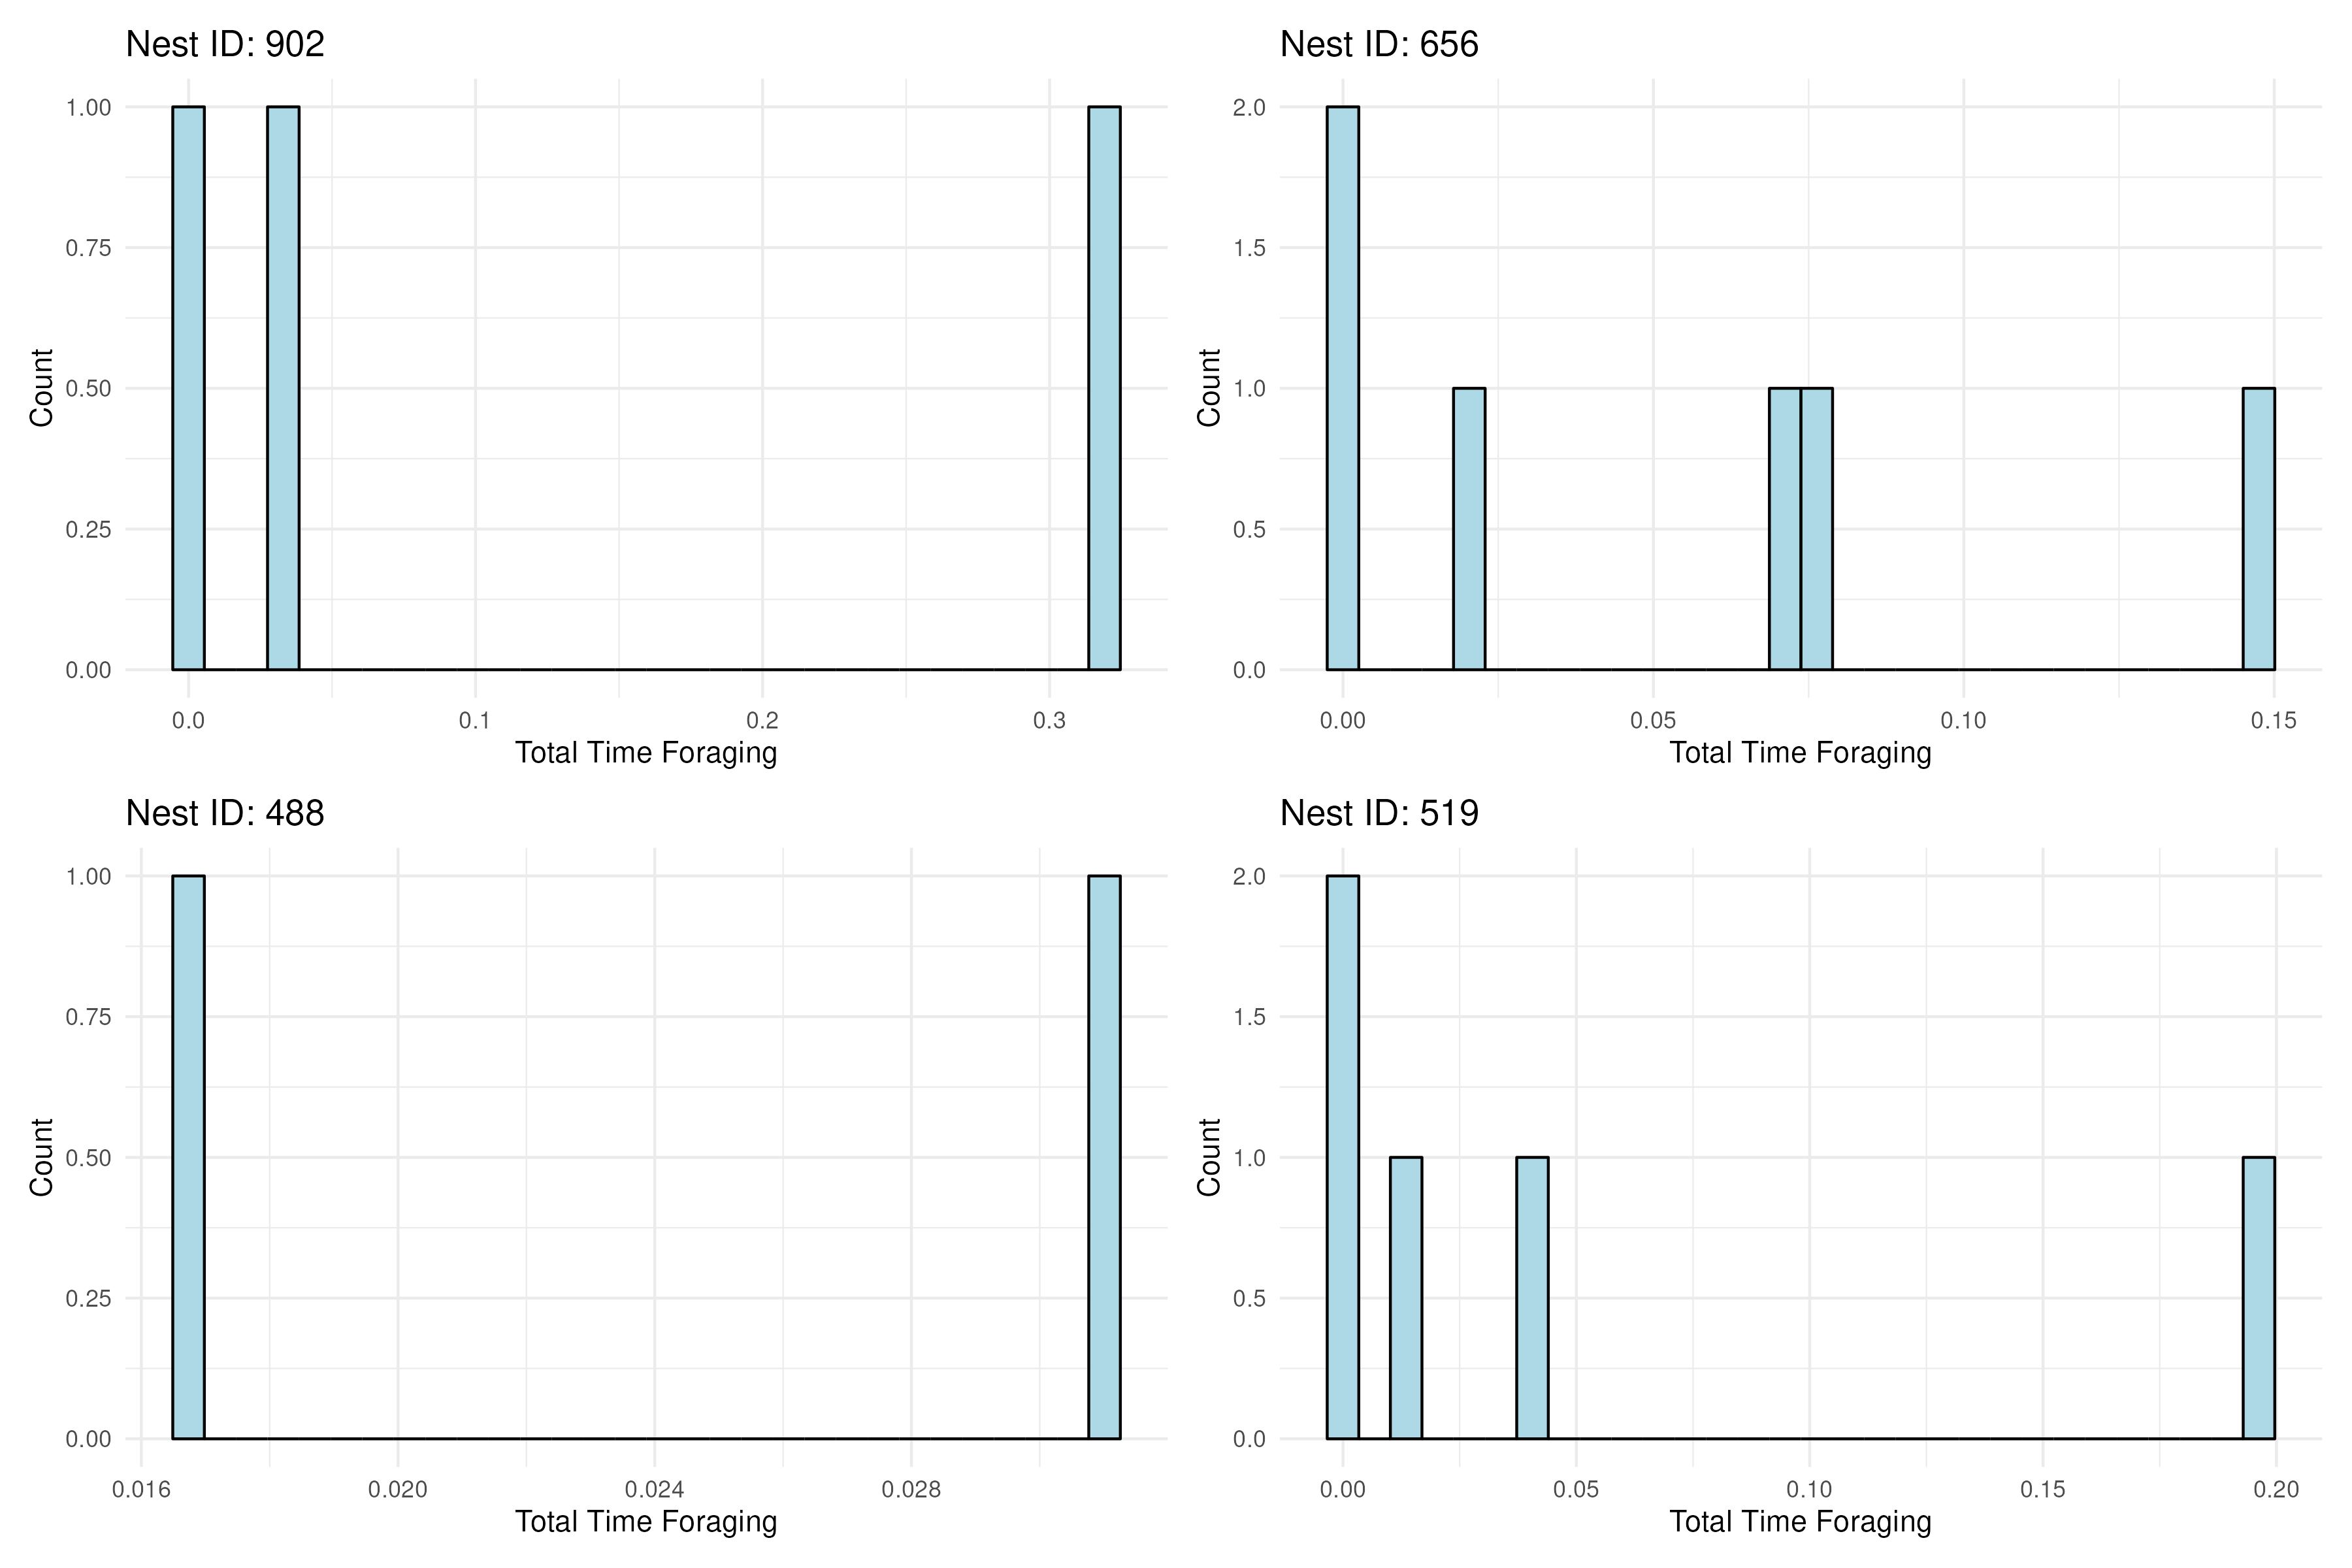 Nest ID: 902
1.00
0.75
0.50
0.25
0.00
Count
0.0 0.1 0.2 0.3
Total Time Foraging
Nest ID: 656
2.0
1.5
1.0
0.5
0.0
Count
0.00 0.05 0.10 0.15
Total Time Foraging
Nest ID: 488
1.00
0.75
0.50
0.25
0.00
Count
0.016 0.020 0.024 0.028
Total Time Foraging
Nest ID: 519
2.0
1.5
1.0
0.5
0.0
Count
0.00 0.05 0.10 0.15 0.20
Total Time Foraging